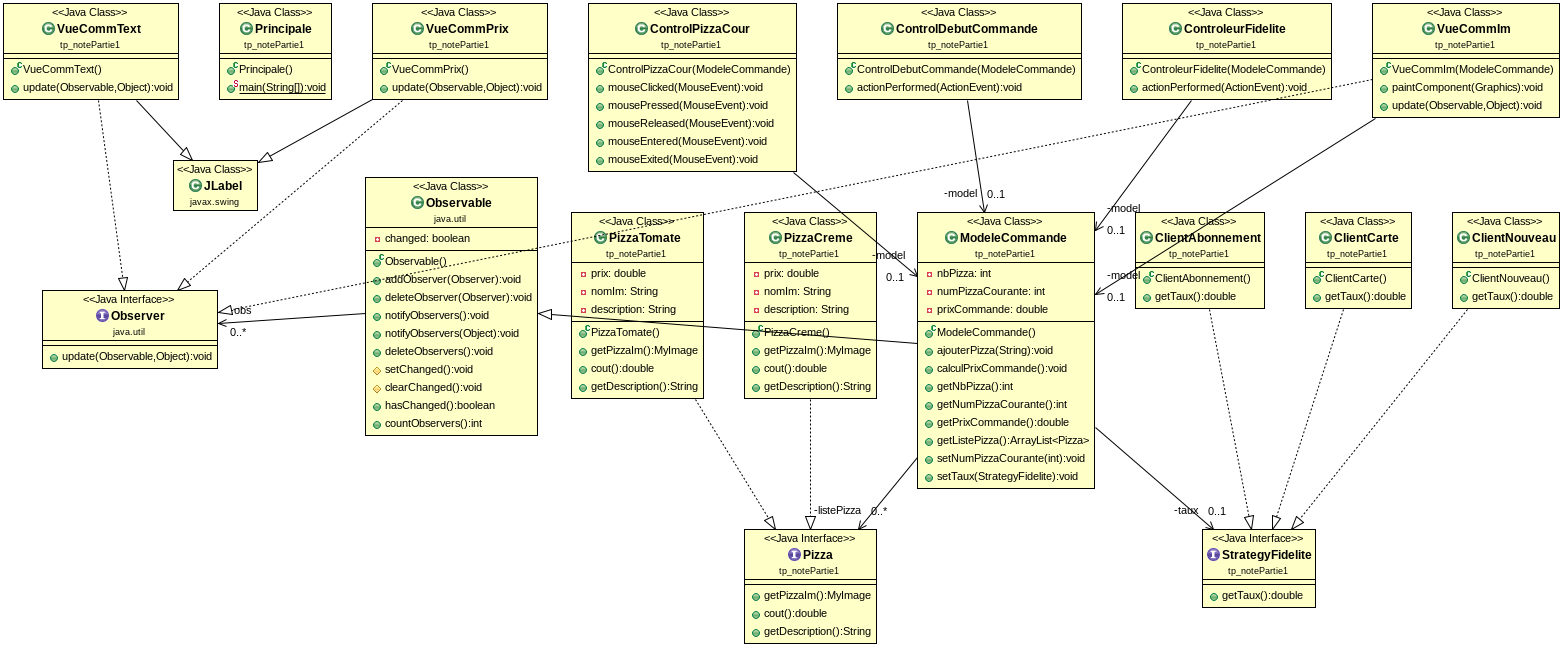 <<Java Class>>
VueCommText
tp_notePartie1
VueCommText()
update(Observable,Object):void
<<Java Class>>
Principale
tp_notePartie1
Principale()
main(String[]):void
<<Java Class>>
VueCommPrix
tp_notePartie1
VueCommPrix()
update(Observable,Object):void
<<Java Class>>
ControlPizzaCour
tp_notePartie1
ControlPizzaCour(ModeleCommande)
mouseClicked(MouseEvent):void
mousePressed(MouseEvent):void
mouseReleased(MouseEvent):void
mouseEntered(MouseEvent):void
mouseExited(MouseEvent):void
<<Java Class>>
ControlDebutCommande
tp_notePartie1
ControlDebutCommande(ModeleCommande)
actionPerformed(ActionEvent):void
<<Java Class>>
ControleurFidelite
tp_notePartie1
ControleurFidelite(ModeleCommande)
actionPerformed(ActionEvent):void
<<Java Class>>
VueCommIm
tp_notePartie1
VueCommIm(ModeleCommande)
paintComponent(Graphics):void
update(Observable,Object):void
<<Java Class>>
JLabel
javax.swing
<<Java Class>>
Observable
java.util
changed: boolean
Observable()
addObserver(Observer):void
deleteObserver(Observer):void
notifyObservers():void
notifyObservers(Object):void
deleteObservers():void
setChanged():void
clearChanged():void
hasChanged():boolean
countObservers():int
<<Java Interface>>
Observer
java.util
update(Observable,Object):void
-obs
0..*
<<Java Class>>
PizzaTomate
tp_notePartie1
prix: double
nomIm: String
description: String
PizzaTomate()
getPizzaIm():MyImage
cout():double
getDescription():String
<<Java Class>>
PizzaCreme
tp_notePartie1
prix: double
nomIm: String
description: String
PizzaCreme()
getPizzaIm():MyImage
cout():double
getDescription():String
-model
0..1
-model
0..1
<<Java Class>>
ModeleCommande
tp_notePartie1
nbPizza: int
numPizzaCourante: int
prixCommande: double
ModeleCommande()
ajouterPizza(String):void
calculPrixCommande():void
getNbPizza():int
getNumPizzaCourante():int
getPrixCommande():double
getListePizza():ArrayList<Pizza>
setNumPizzaCourante(int):void
setTaux(StrategyFidelite):void
-model
0..1
-model
0..1
<<Java Class>>
ClientAbonnement
tp_notePartie1
ClientAbonnement()
getTaux():double
<<Java Class>>
ClientCarte
tp_notePartie1
ClientCarte()
getTaux():double
<<Java Class>>
ClientNouveau
tp_notePartie1
ClientNouveau()
getTaux():double
-listePizza
0..*
<<Java Interface>>
Pizza
tp_notePartie1
getPizzaIm():MyImage
cout():double
getDescription():String
-taux
0..1
<<Java Interface>>
StrategyFidelite
tp_notePartie1
getTaux():double